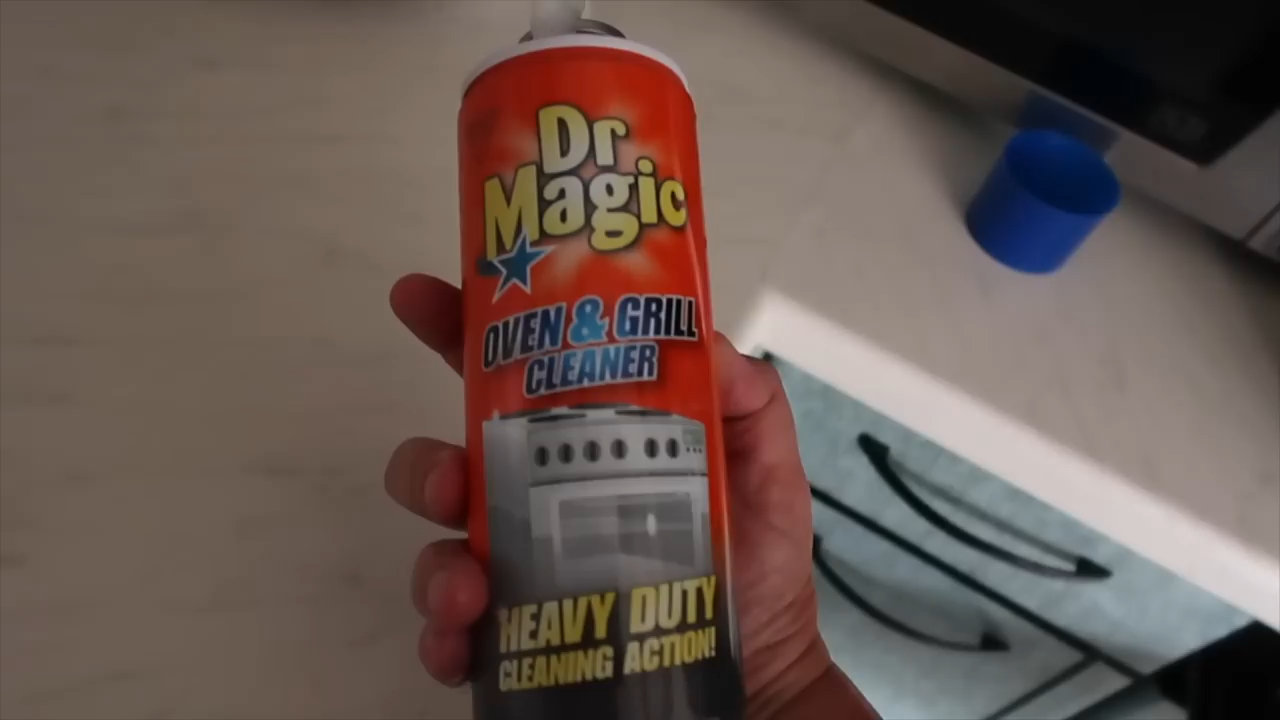 Dr
Magic
OVEN & GRILL
CLEANER
HEAVY DUTY
CLEANING ACTION!